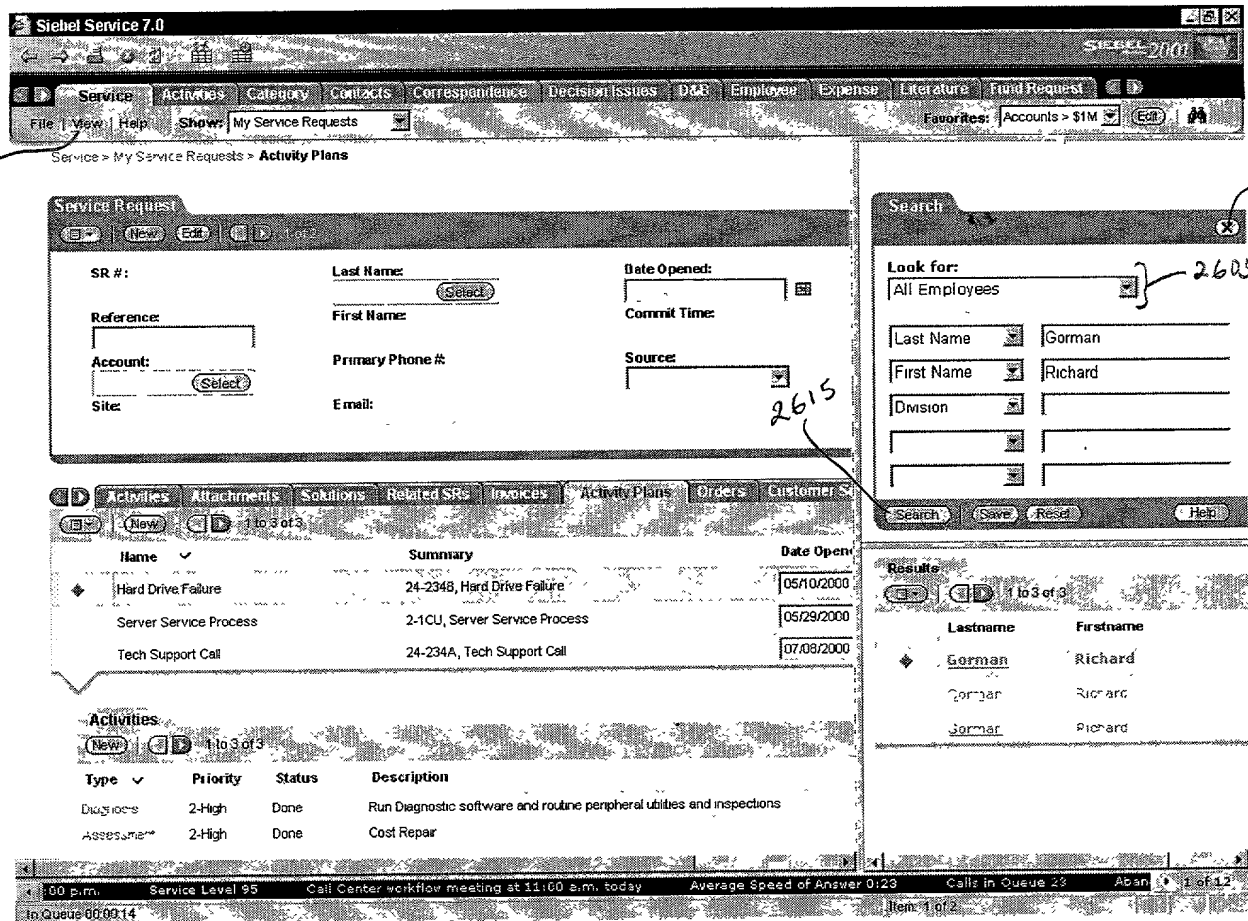 Siebel Service 7.0
SIEBEL 2001
Service Activities Category Contacts Correspondence Decision Issues D&B Employee Expense Literature Fund Request
File | View | Help Show: My Service Requests Favorites: Accounts > $1M Edit
Service > My Service Requests > Activity Plans
Service Request
New Edit
SR #: Last Name: Date Opened:
Select
Reference: First Name: Commit Time:
Account: Primary Phone #: Source:
Select
Site: Email:
Search
Look for:
All Employees
Last Name Gorman
First Name Richard
Division
Search Save Reset Help
2615
Activities Attachments Solutions Related SRs Invoices Activity Plans Orders Customer
New 1 to 3 of 3
Name Summary Date Opene
Hard Drive Failure 24-234B, Hard Drive Failure 05/10/2000
Server Service Process 2-1CU, Server Service Process 05/29/2000
Tech Support Call 24-234A, Tech Support Call 07/08/2000
Results
1 to 3 of 3
Lastname Firstname
Gorman Richard
Gorman Richard
Gorman Richard
Activities
New 1 to 3 of 3
Type Priority Status Description
Diagnosis 2-High Done Run Diagnostic software and routine peripheral utilities and inspections
Assessment 2-High Done Cost Repair
:00 p.m. Service Level 95 Call Center workflow meeting at 11:00 a.m. today Average Speed of Answer 0:23 Calls in Queue 23 Aban 1 of 12
In Queue 00:00:14 Item: 1 of 2